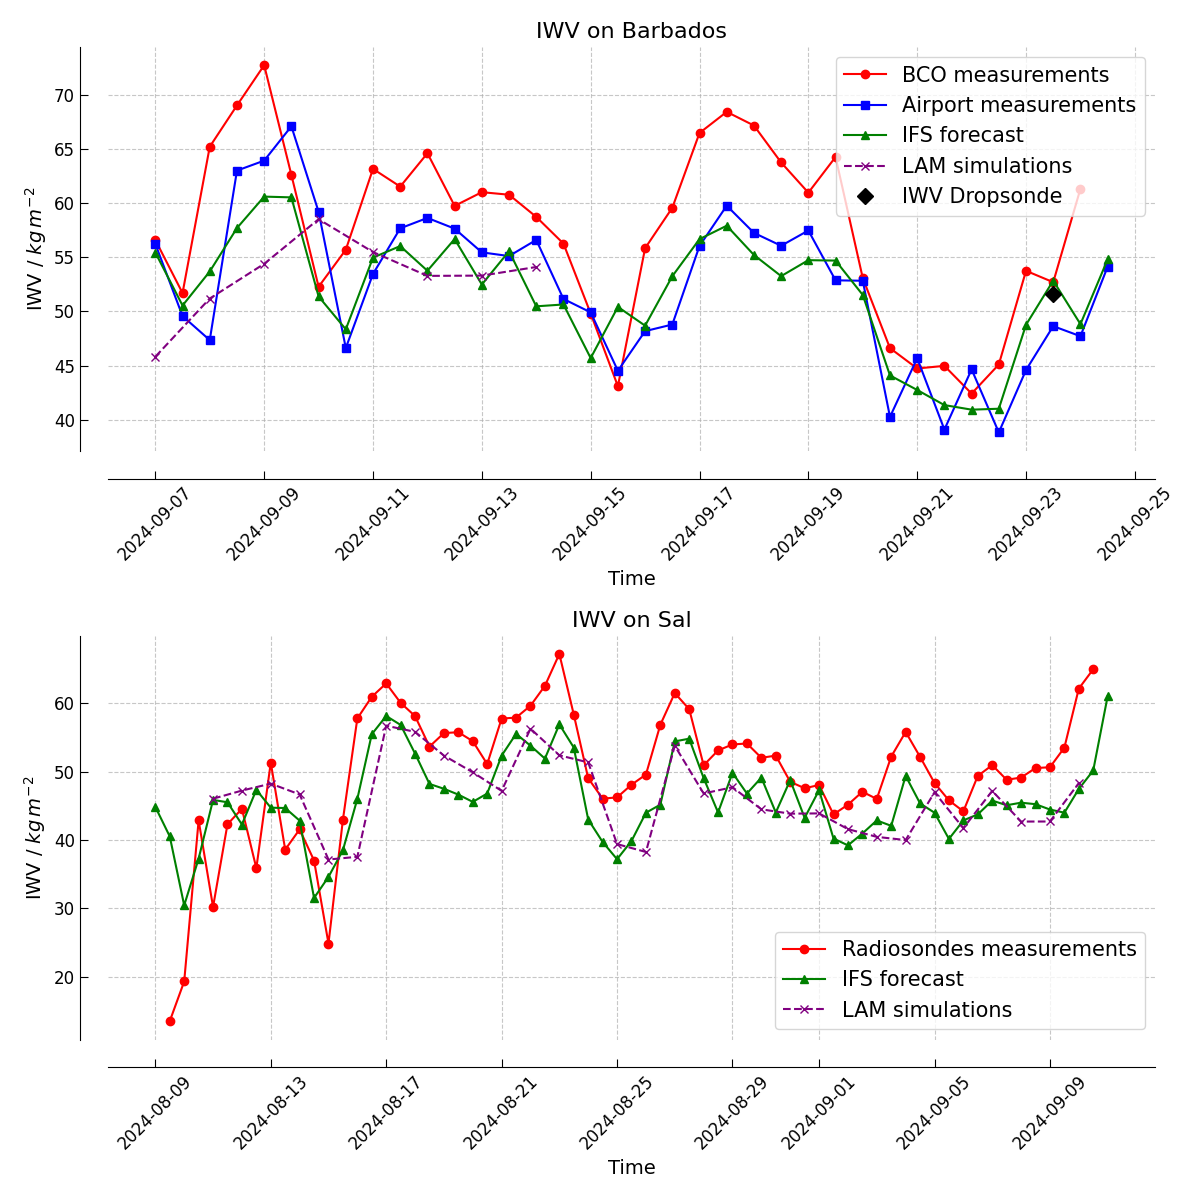 IWV on Barbados
IWV / kg m⁻²
70
65
60
55
50
45
40
BCO measurements
Airport measurements
IFS forecast
LAM simulations
IWV Dropsonde
2024-09-07
2024-09-09
2024-09-11
2024-09-13
2024-09-15
2024-09-17
2024-09-19
2024-09-21
2024-09-23
2024-09-25
Time
IWV on Sal
IWV / kg m⁻²
60
50
40
30
20
Radiosondes measurements
IFS forecast
LAM simulations
2024-08-09
2024-08-13
2024-08-17
2024-08-21
2024-08-25
2024-08-29
2024-09-01
2024-09-05
2024-09-09
Time